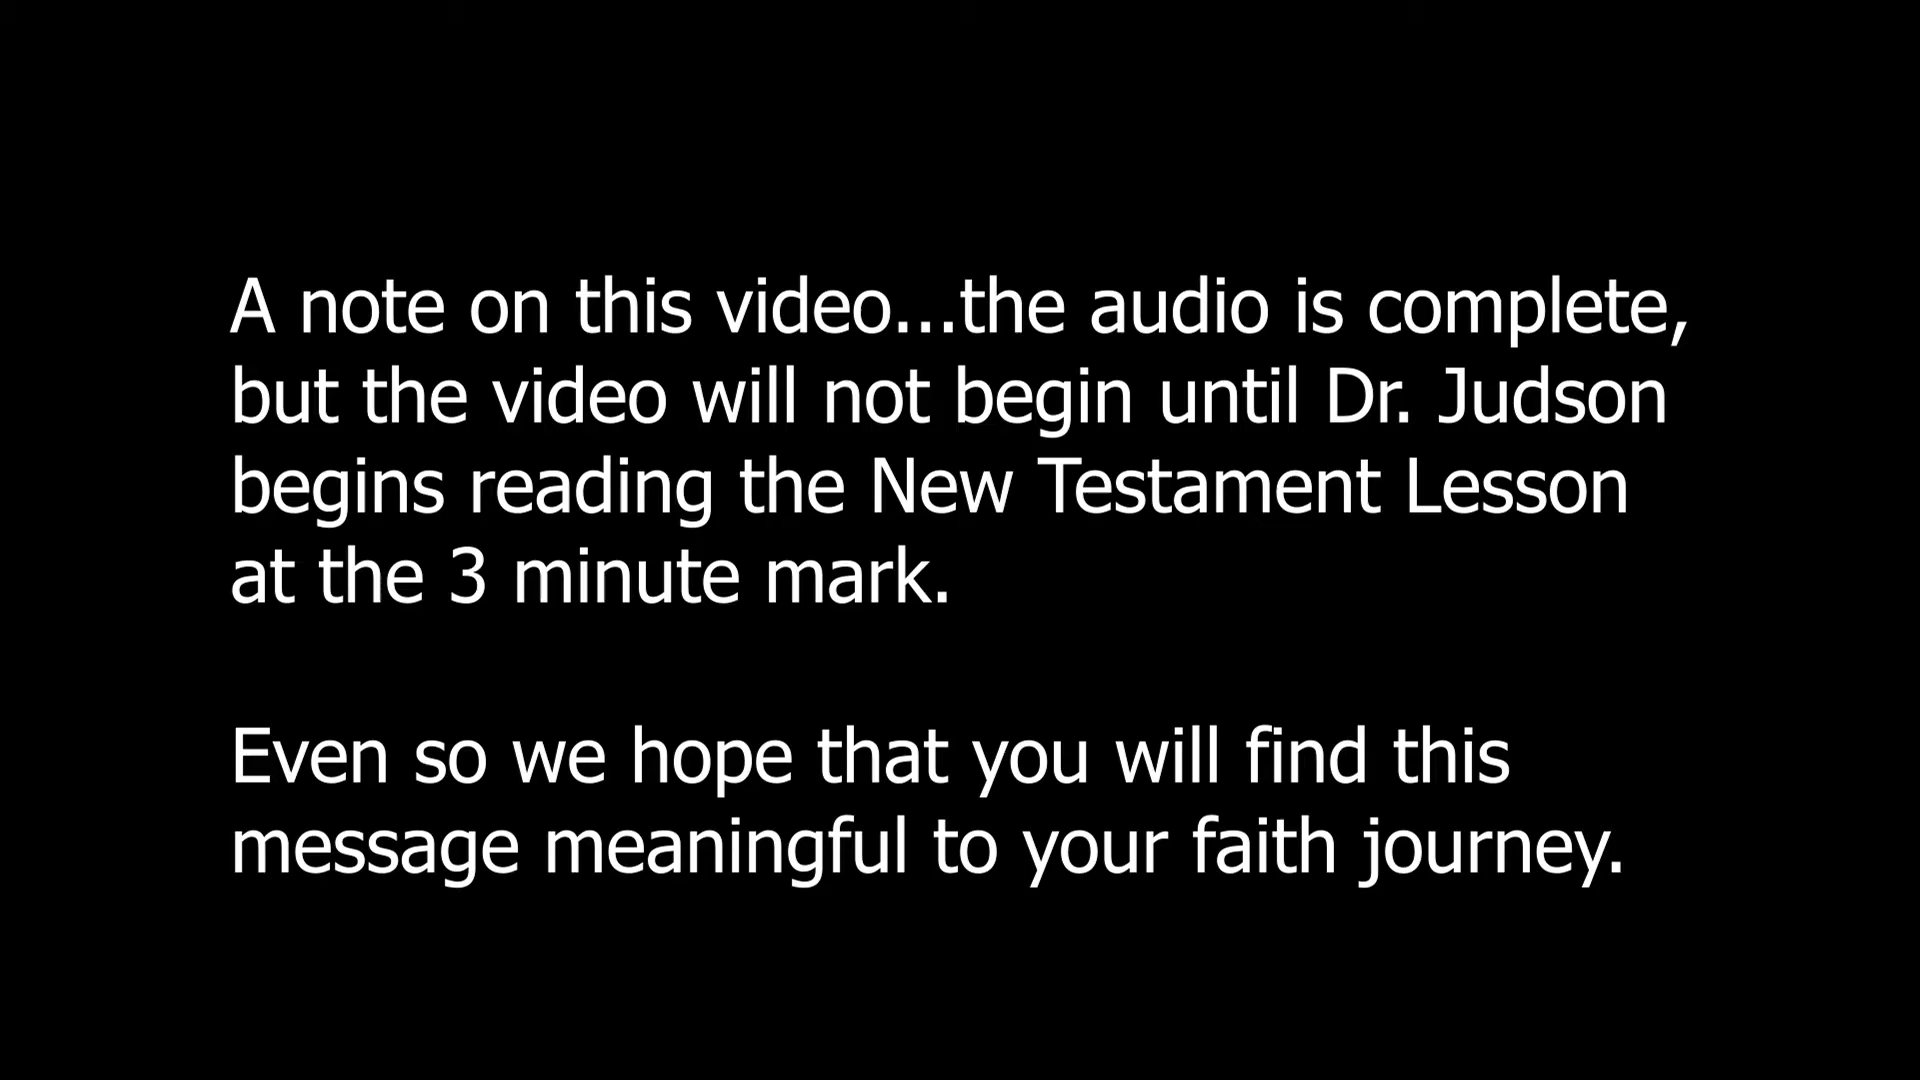 A note on this video...the audio is complete,
but the video will not begin until Dr. Judson
begins reading the New Testament Lesson
at the 3 minute mark.
Even so we hope that you will find this
message meaningful to your faith journey.